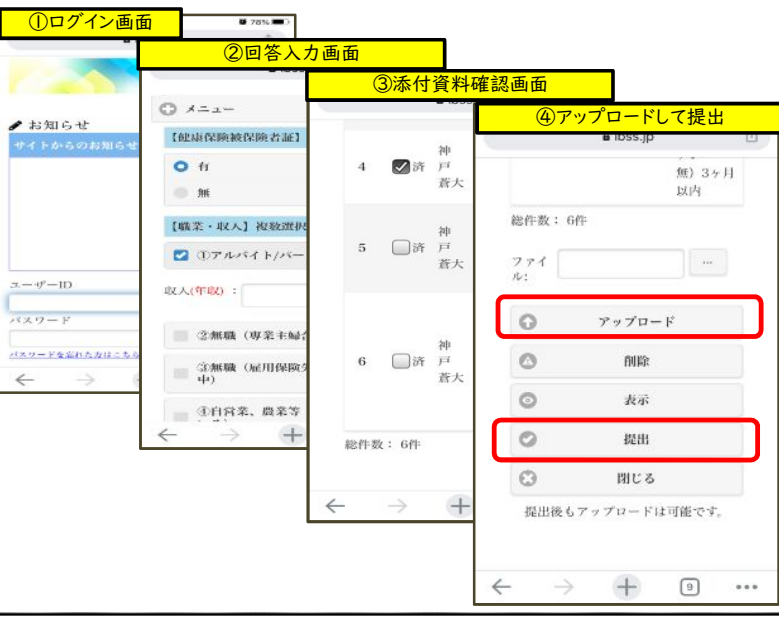 ①ログイン画面
お知らせ
サイトからのお知らせ
ユーザーID
パスワード
パスワードを忘れた方はこちら
78%
②回答入力画面
メニュー
【健康保険被保険者証】
有
無
【職業・収入】複数選択
①アルバイト/パー
収入(年収)：
②無職（専業主婦
③無職（雇用保険
中）
④自営業、農業等
③添付資料確認画面
4 済 神戸蒼大
5 済 神戸蒼大
6 済 神戸蒼大
総件数： 6件
④アップロードして提出
ibss.jp
無）3ヶ月
以内
総件数： 6件
ファイ
ル:
...
アップロード
削除
表示
提出
閉じる
提出後もアップロードは可能です。
9